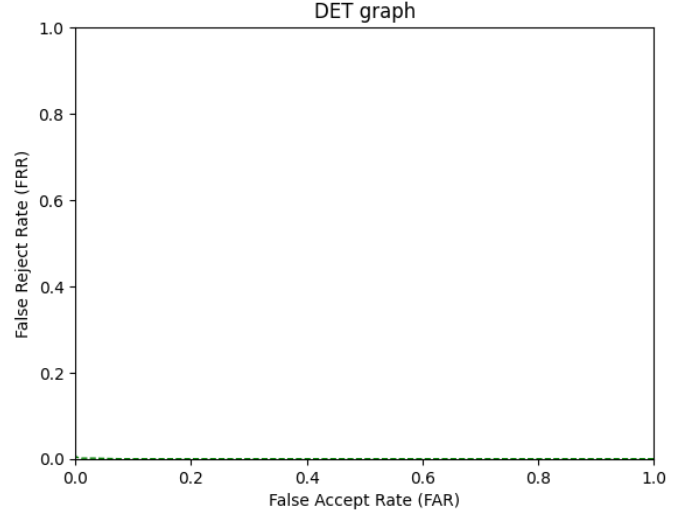 DET graph
1.0
0.8
0.6
0.4
0.2
0.0
False Reject Rate (FRR)
0.0 0.2 0.4 0.6 0.8 1.0
False Accept Rate (FAR)